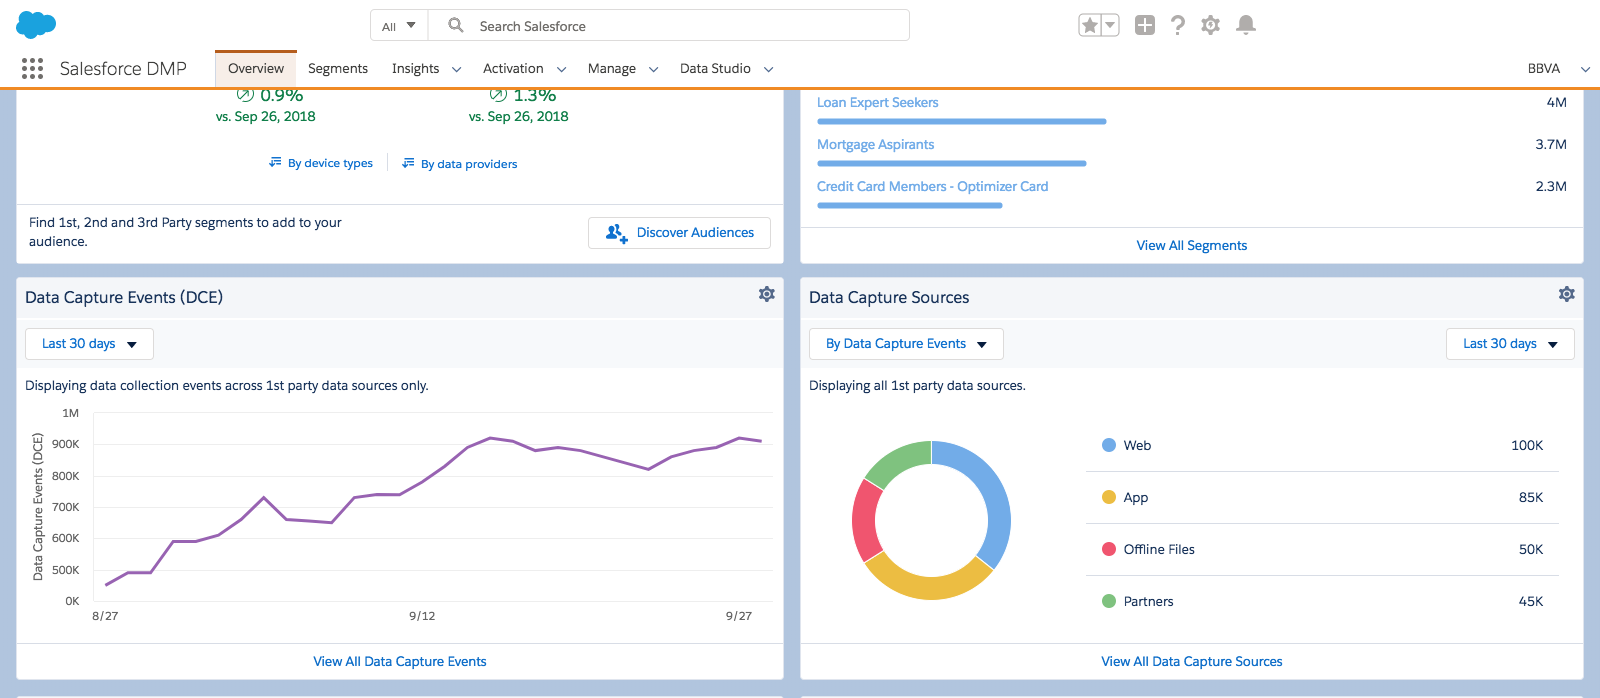 All
Search Salesforce
Salesforce DMP
Overview
Segments
Insights
Activation
Manage
Data Studio
BBVA
0.9%
vs. Sep 26, 2018
1.3%
vs. Sep 26, 2018
By device types
By data providers
Find 1st, 2nd and 3rd Party segments to add to your
audience.
Discover Audiences
Loan Expert Seekers
4M
Mortgage Aspirants
3.7M
Credit Card Members - Optimizer Card
2.3M
View All Segments
Data Capture Events (DCE)
Last 30 days
Displaying data collection events across 1st party data sources only.
Data Capture Events (DCE)
1M
900K
800K
700K
600K
500K
0K
8/27
9/12
9/27
View All Data Capture Events
Data Capture Sources
By Data Capture Events
Last 30 days
Displaying all 1st party data sources.
Web
100K
App
85K
Offline Files
50K
Partners
45K
View All Data Capture Sources